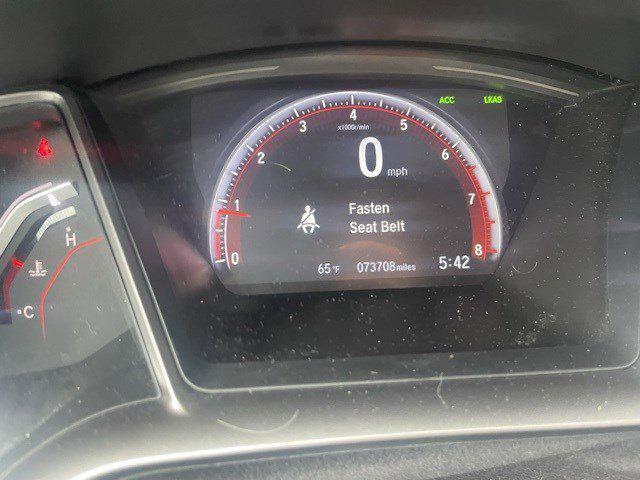 ACC LKAS
4
3 5
x1000r/min
2 6
0 mph
1 7
Fasten
Seat Belt
0 8
65°F 073708 miles 5:42
H
C